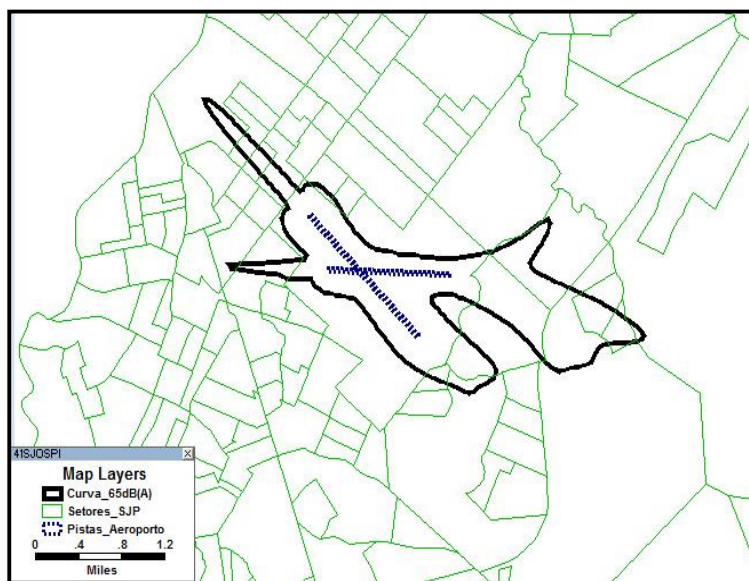 41SJOSPI
Map Layers
Curva_65dB(A)
Setores_SJP
Pistas_Aeroporto
0 .4 .8 1.2
Miles